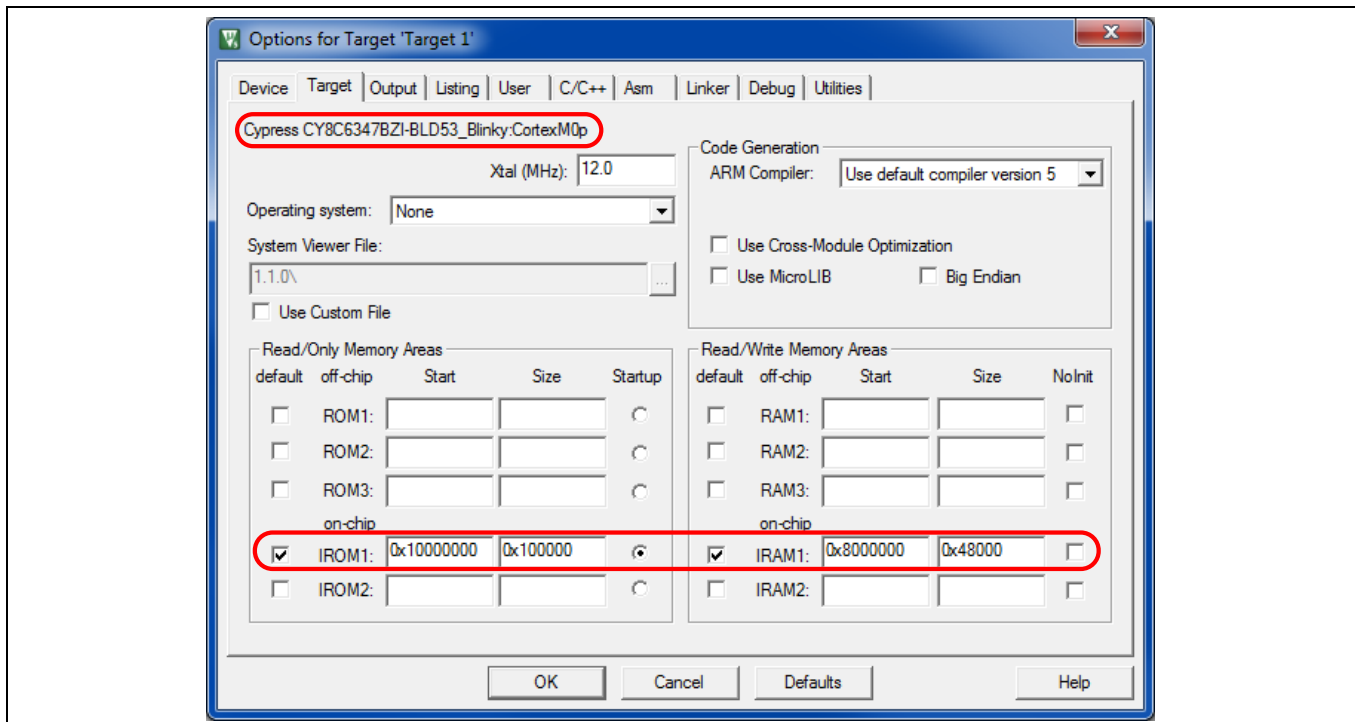 Options for Target 'Target 1'
Device Target Output Listing User C/C++ Asm Linker Debug Utilities
Cypress CY8C6347BZI-BLD53_Blinky:CortexM0p
Xtal (MHz): 12.0
Operating system: None
System Viewer File:
1.1.0\
...
Use Custom File
Code Generation
ARM Compiler: Use default compiler version 5
Use Cross-Module Optimization
Use MicroLIB Big Endian
Read/Only Memory Areas
default off-chip Start Size Startup
ROM1:
ROM2:
ROM3:
on-chip
IROM1: 0x10000000 0x100000
IROM2:
Read/Write Memory Areas
default off-chip Start Size NoInit
RAM1:
RAM2:
RAM3:
on-chip
IRAM1: 0x8000000 0x48000
IRAM2:
OK Cancel Defaults Help